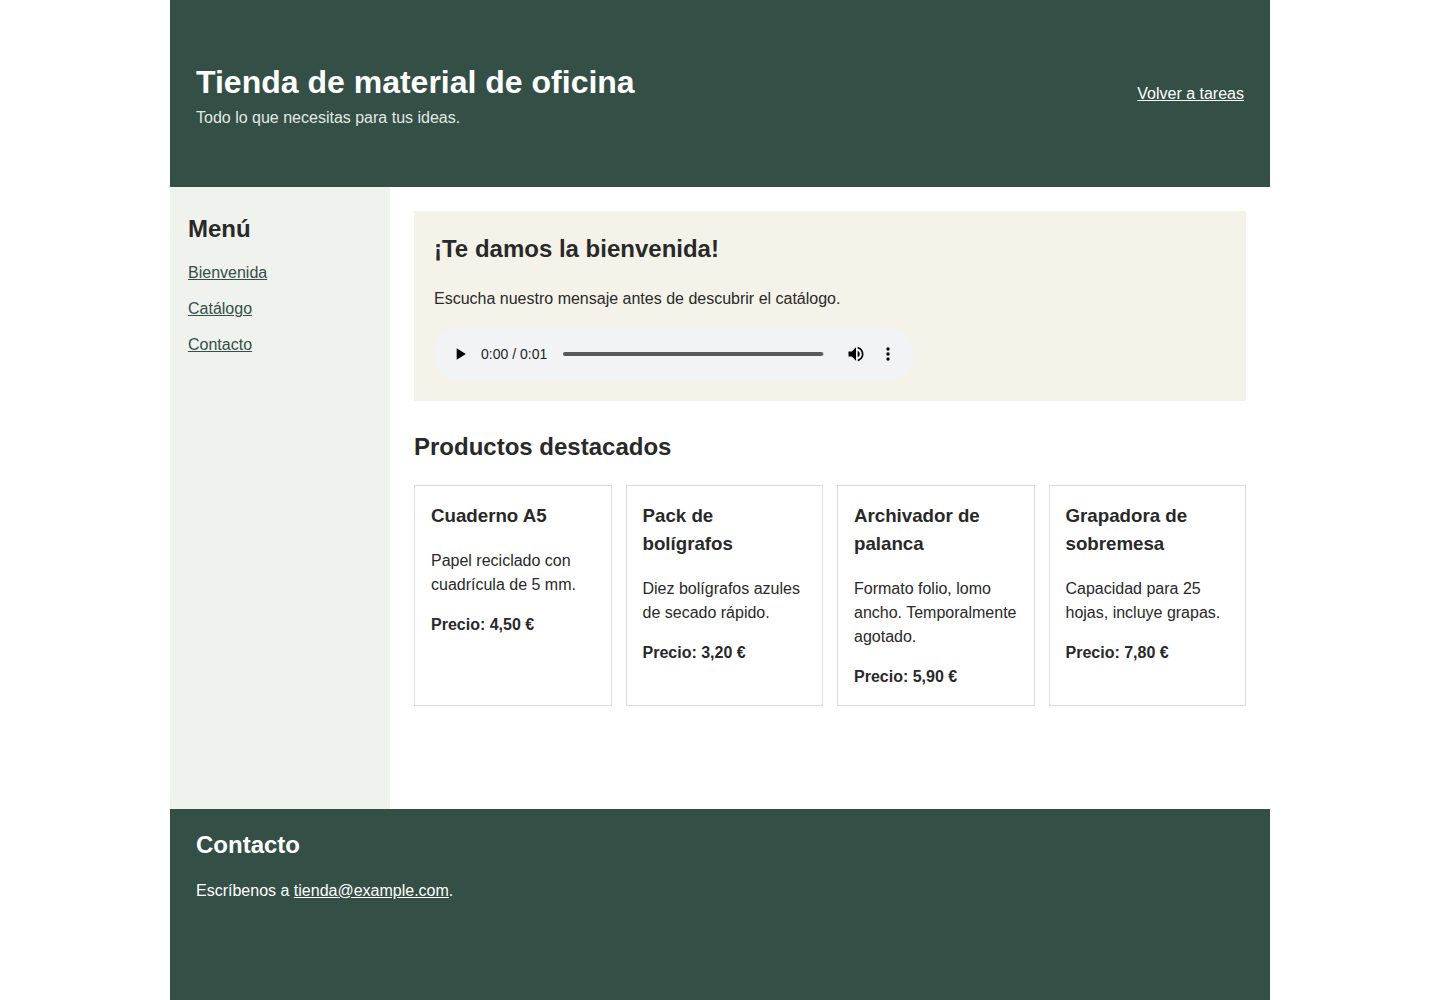 Tienda de material de oficina
Todo lo que necesitas para tus ideas.
Volver a tareas
Menú
Bienvenida
Catálogo
Contacto
¡Te damos la bienvenida!
Escucha nuestro mensaje antes de descubrir el catálogo.
0:00 / 0:01
Productos destacados
Cuaderno A5
Papel reciclado con
cuadrícula de 5 mm.
Precio: 4,50 €
Pack de
bolígrafos
Diez bolígrafos azules
de secado rápido.
Precio: 3,20 €
Archivador de
palanca
Formato folio, lomo
ancho. Temporalmente
agotado.
Precio: 5,90 €
Grapadora de
sobremesa
Capacidad para 25
hojas, incluye grapas.
Precio: 7,80 €
Contacto
Escríbenos a tienda@example.com.